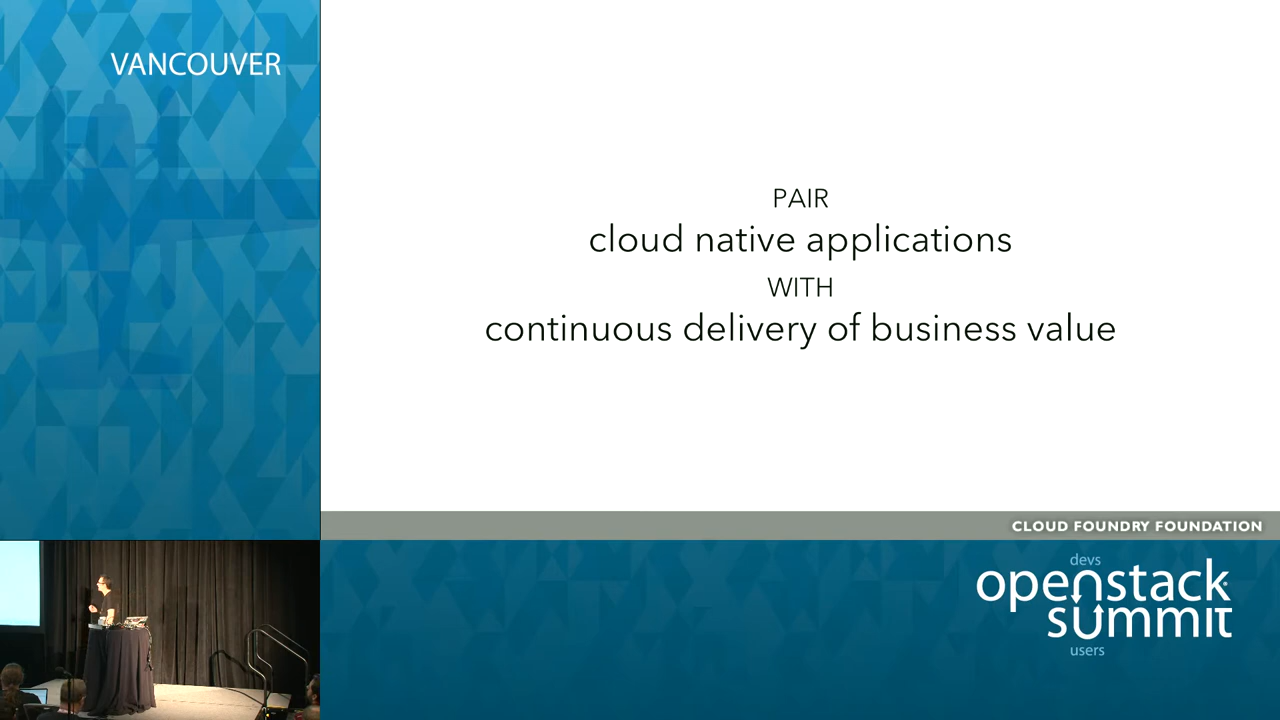 VANCOUVER
PAIR
cloud native applications
WITH
continuous delivery of business value
CLOUD FOUNDRY FOUNDATION
devs
openstack
summit
users